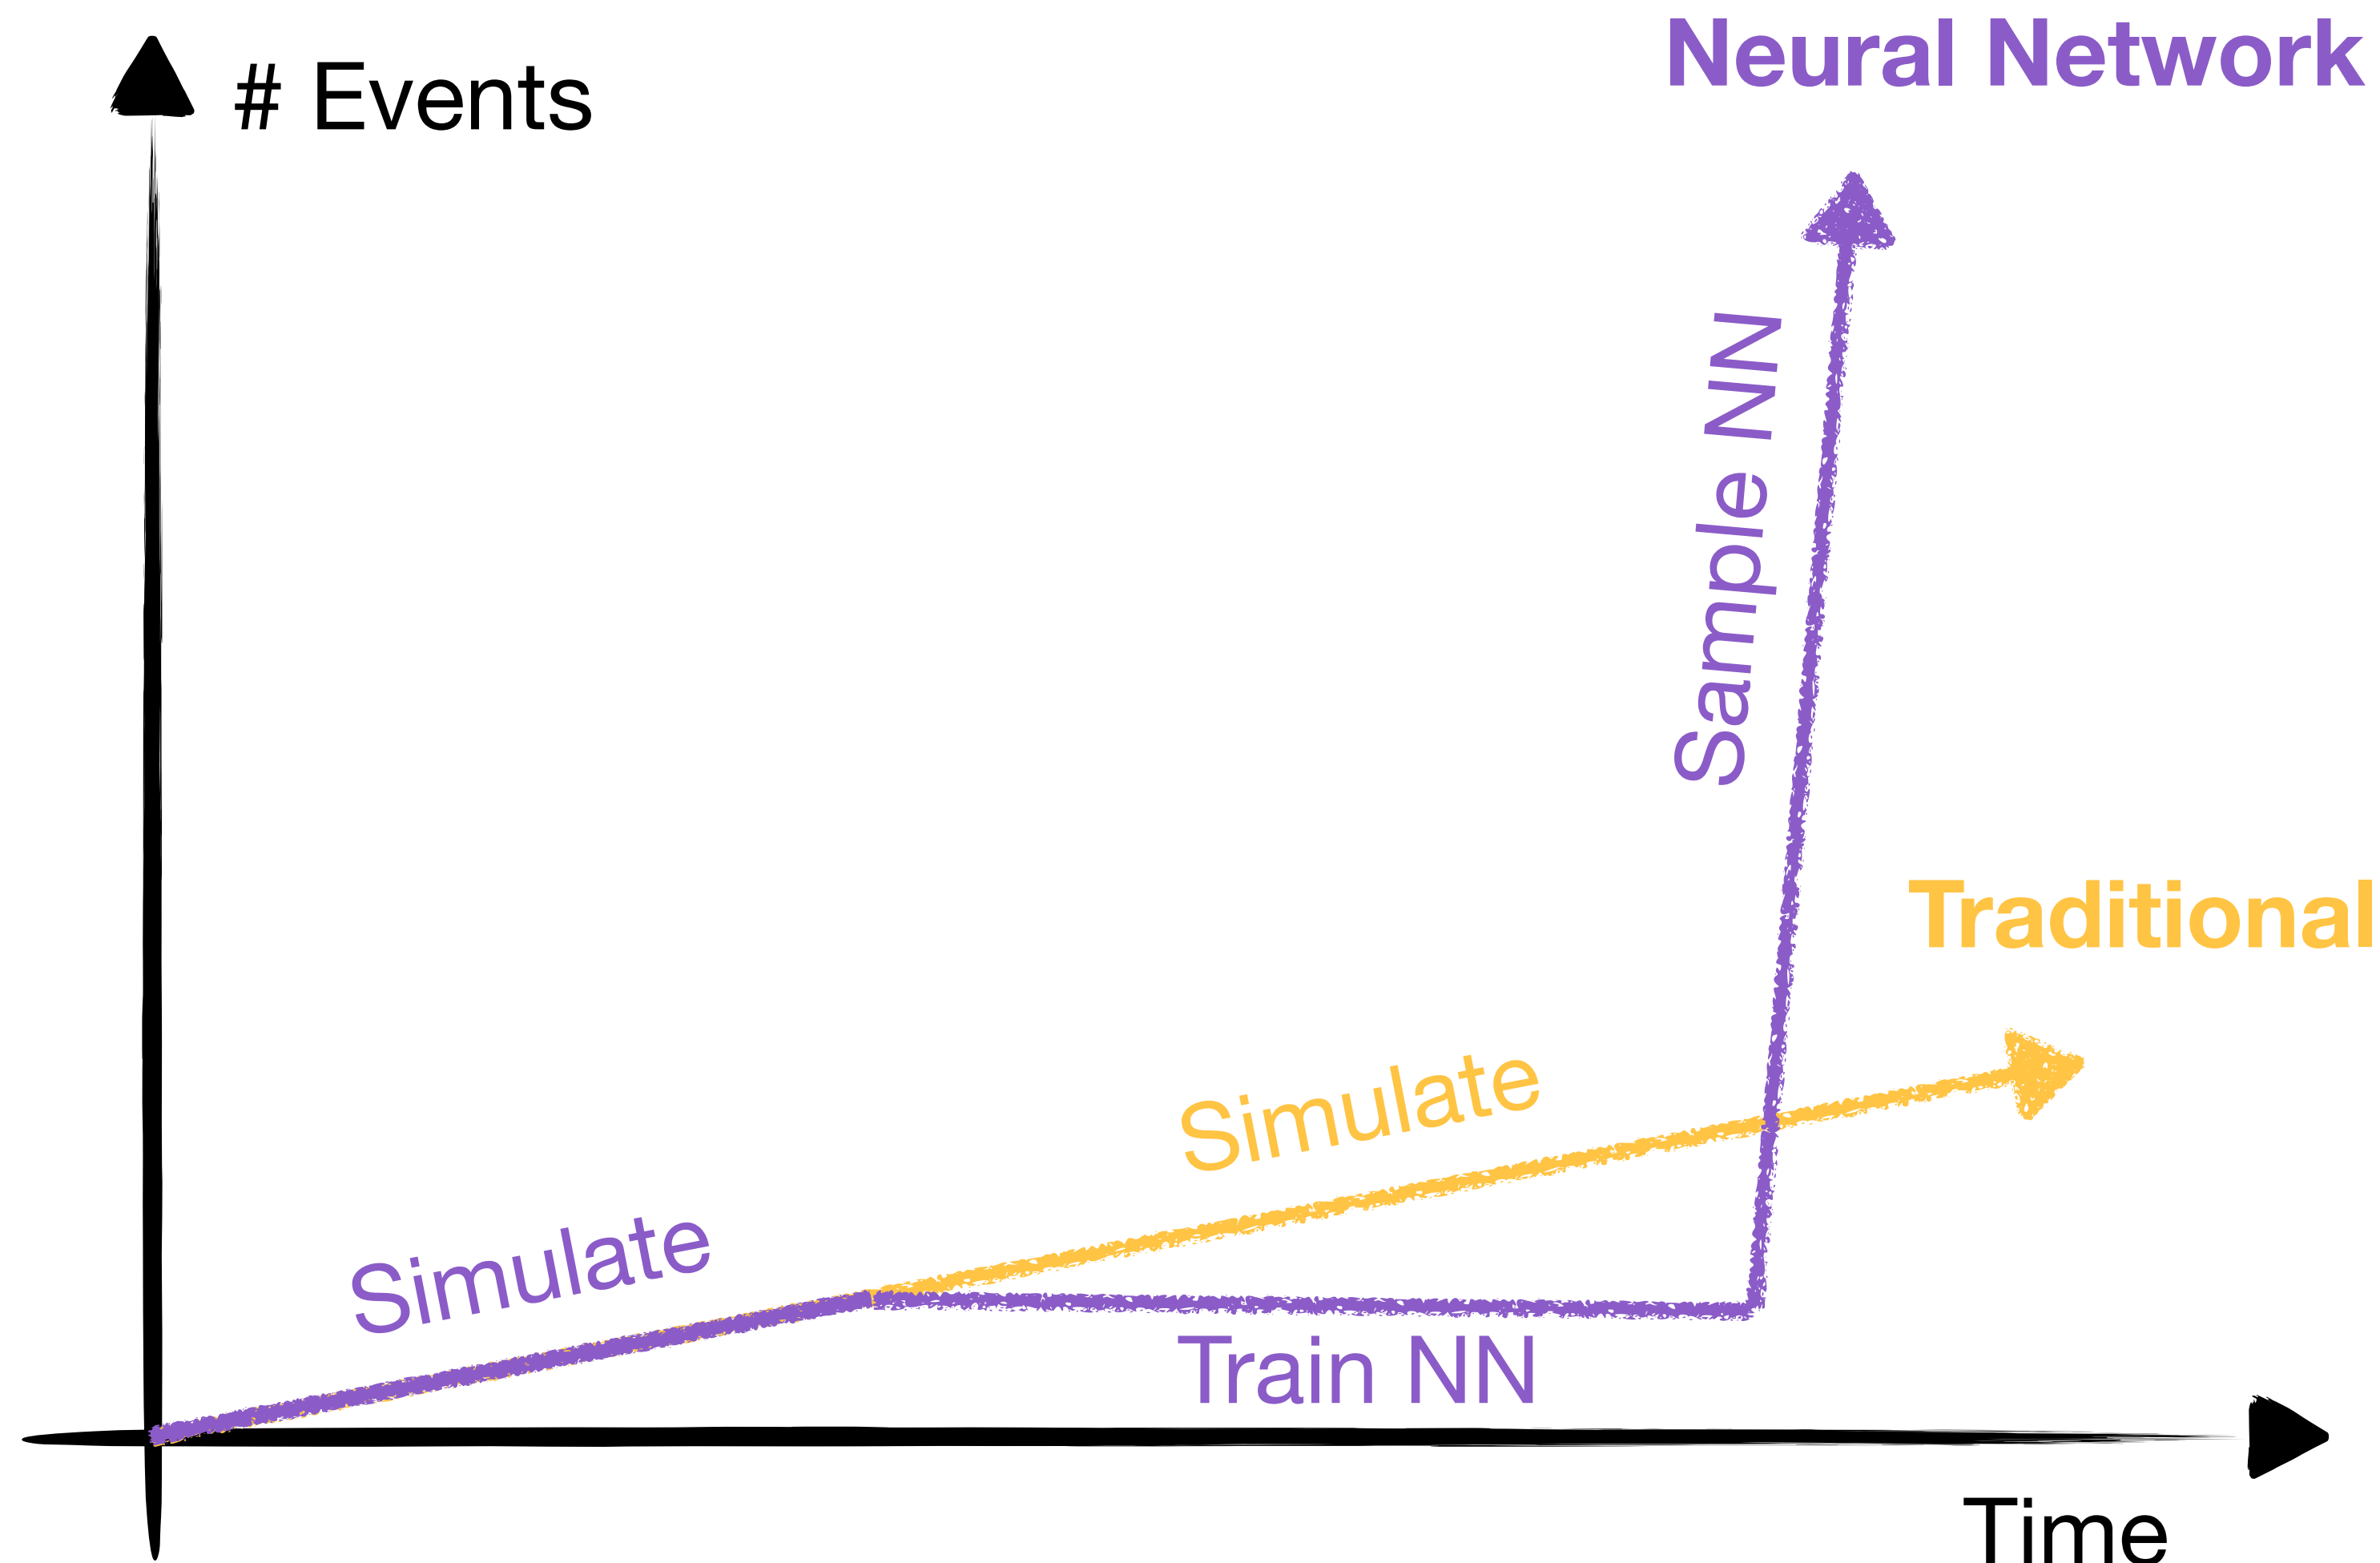 Neural Network
# Events
Sample NN
Traditional
Simulate
Simulate
Train NN
Time